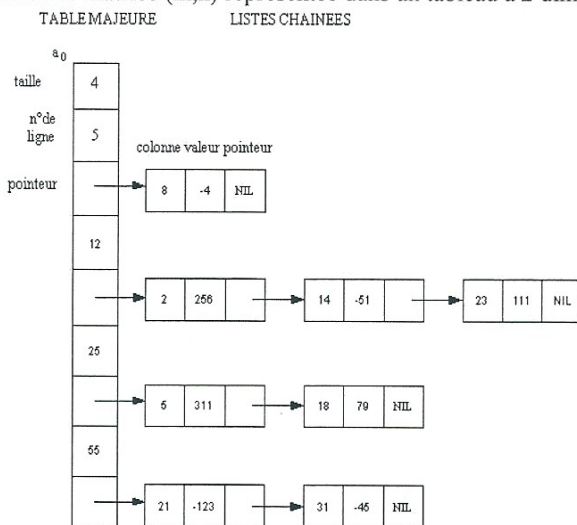 TABLE MAJEURE LISTES CHAINEES
a0
taille 4
n°de
ligne 5
colonne valeur pointeur
pointeur 8 -4 NIL
12
2 256 14 -51 23 111 NIL
25
5 311 18 79 NIL
55
21 -123 31 -45 NIL